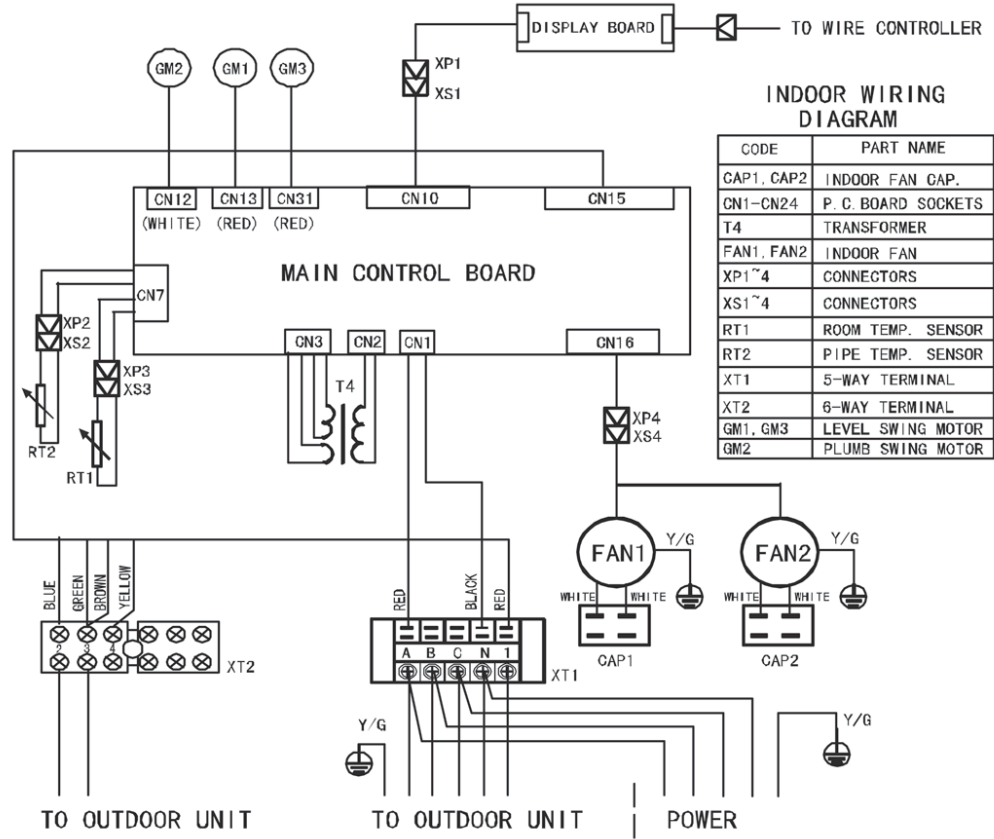 DISPLAY BOARD
TO WIRE CONTROLLER
GM2
GM1
GM3
XP1
XS1
INDOOR WIRING
DIAGRAM
CODE PART NAME
CAP1, CAP2 INDOOR FAN CAP.
CN1-CN24 P.C.BOARD SOCKETS
T4 TRANSFORMER
FAN1, FAN2 INDOOR FAN
XP1~4 CONNECTORS
XS1~4 CONNECTORS
RT1 ROOM TEMP. SENSOR
RT2 PIPE TEMP. SENSOR
XT1 5-WAY TERMINAL
XT2 6-WAY TERMINAL
GM1, GM3 LEVEL SWING MOTOR
GM2 PLUMB SWING MOTOR
CN12
CN13
CN31
CN10
CN15
(WHITE)
(RED)
(RED)
MAIN CONTROL BOARD
CN7
XP2
XS2
CN3
CN2
CN1
CN16
XP3
XS3
T4
XP4
XS4
RT2
RT1
FAN1
Y/G
FAN2
Y/G
BLUE
GREEN
BROWN
YELLOW
RED
BLACK
RED
WHITE
WHITE
WHITE
WHITE
2
3
4
XT2
A
B
C
N
1
XT1
CAP1
CAP2
Y/G
Y/G
TO OUTDOOR UNIT
TO OUTDOOR UNIT
POWER